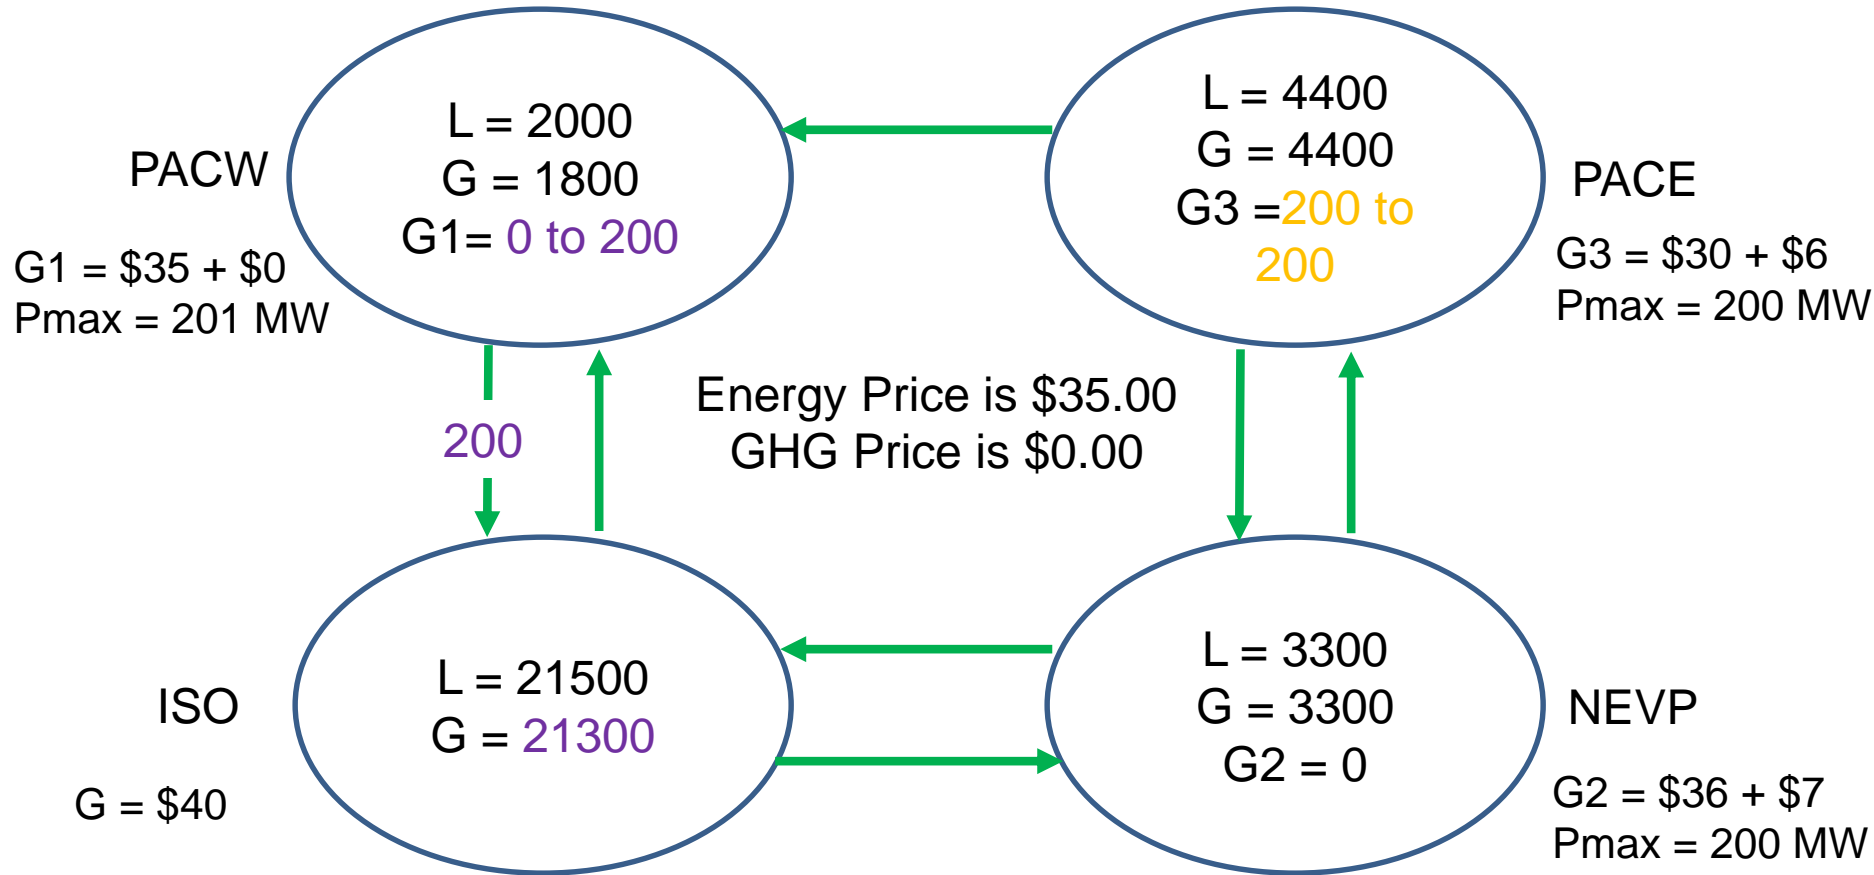 PACW
L = 2000
G = 1800
G1= 0 to 200
G1 = $35 + $0
Pmax = 201 MW
L = 4400
G = 4400
G3 =200 to
200
PACE
G3 = $30 + $6
Pmax = 200 MW
200
Energy Price is $35.00
GHG Price is $0.00
ISO
L = 21500
G = 21300
G = $40
L = 3300
G = 3300
G2 = 0
NEVP
G2 = $36 + $7
Pmax = 200 MW